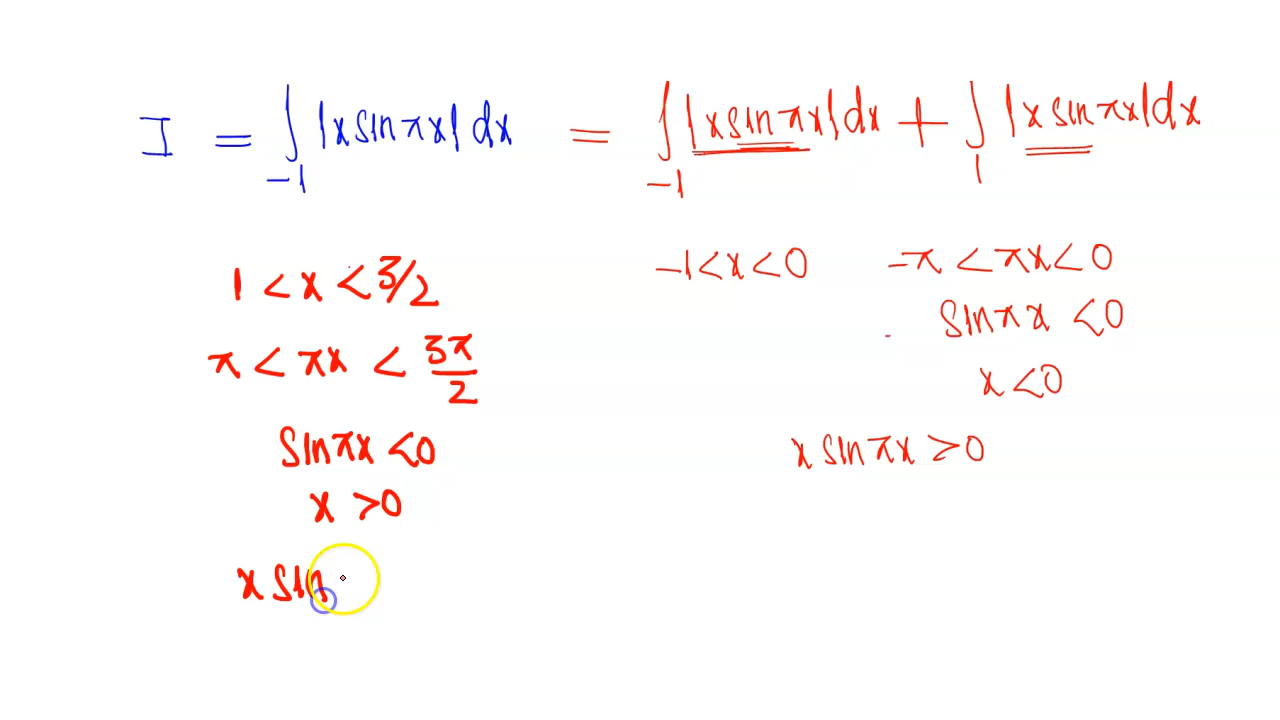 I = ∫₋₁ |x sin πx| dx = ∫₋₁ |x sin πx| dx + ∫₁ |x sin πx| dx
-1 < x < 0   -π < πx < 0
1 < x < 3/2
sin πx < 0
π < πx < 3π/2
x < 0
sin πx < 0
x sin πx > 0
x > 0
x sin